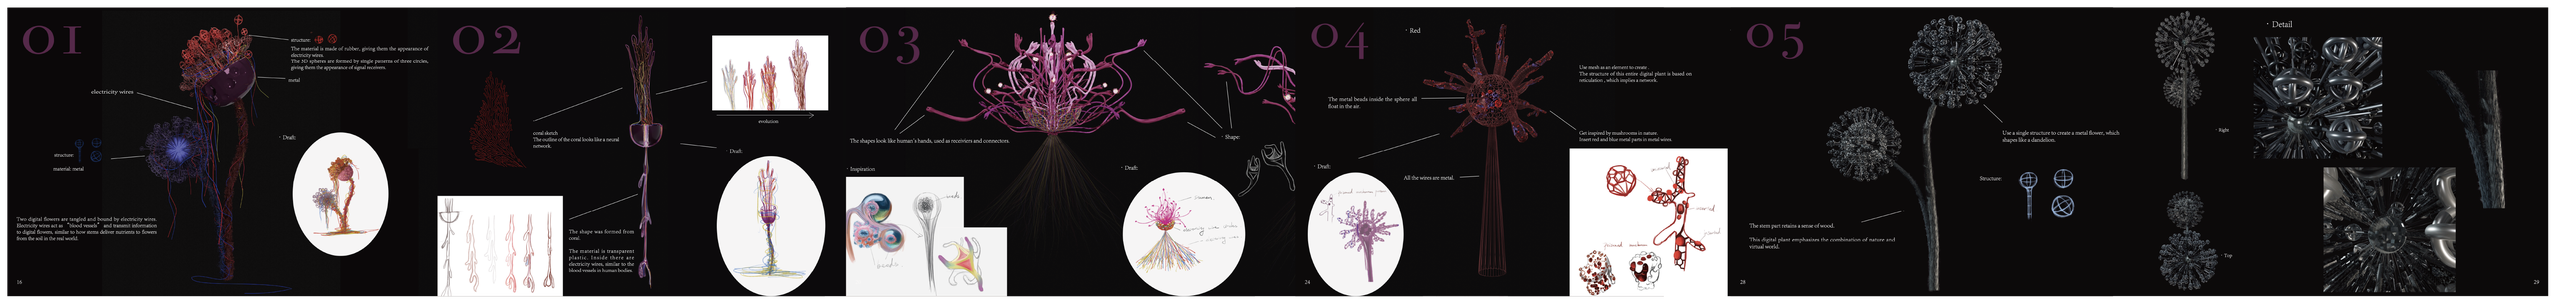 01
structure:
The material is made of rubber, giving them the appearance of
electricity wires.
The 3D spheres are formed by single patterns of three circles,
giving them the appearance of signal receivers.
metal
electricity wires
· Draft:
structure:
material: metal
Two digital flowers are tangled and bound by electricity wires.
Electricity wires act as "blood vessels" and transmit information
to digital flowers, similar to how stems deliver nutrients to flowers
from the soil in the real world.
16
02
coral sketch
The outline of the coral looks like a neural
network.
evolution
· Draft:
The shape was formed from
coral.
The material is transparent
plastic. Inside there are
electricity wires, similar to the
blood vessels in human bodies.
03
The shapes look like human's hands, used as receivers and connectors.
· Shape:
· Inspiration
· Draft:
04
· Red
Use mesh as an element to create .
The structure of this entire digital plant is based on
reticulation , which implies a network.
The metal beads inside the sphere all
float in the air.
Get inspired by mushrooms in nature.
Insert red and blue metal parts in metal wires.
· Draft:
All the wires are metal.
24
05
· Detail
Use a single structure to create a metal flower, which
shapes like a dandelion.
· Right
Structure:
The stem part retains a sense of wood.
This digital plant emphasizes the combination of nature and
virtual world.
· Top
28
29